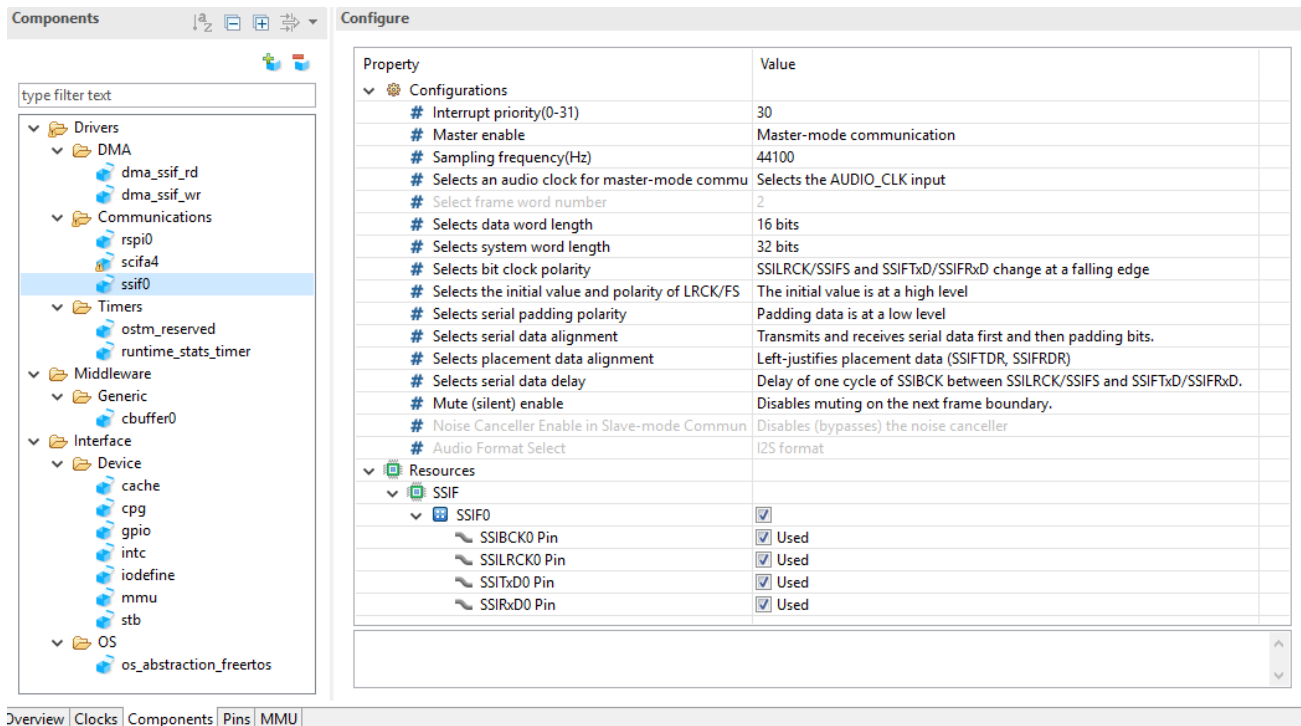 Components
Configure
type filter text
Drivers
DMA
dma_ssif_rd
dma_ssif_wr
Communications
rspi0
scifa4
ssif0
Timers
ostm_reserved
runtime_stats_timer
Middleware
Generic
cbuffer0
Interface
Device
cache
cpg
gpio
intc
iodefine
mmu
stb
OS
os_abstraction_freertos
Property Value
Configurations
# Interrupt priority(0-31) 30
# Master enable Master-mode communication
# Sampling frequency(Hz) 44100
# Selects an audio clock for master-mode commu Selects the AUDIO_CLK input
# Select frame word number 2
# Selects data word length 16 bits
# Selects system word length 32 bits
# Selects bit clock polarity SSILRCK/SSIFS and SSIFTxD/SSIFRxD change at a falling edge
# Selects the initial value and polarity of LRCK/FS The initial value is at a high level
# Selects serial padding polarity Padding data is at a low level
# Selects serial data alignment Transmits and receives serial data first and then padding bits.
# Selects placement data alignment Left-justifies placement data (SSIFTDR, SSIFRDR)
# Selects serial data delay Delay of one cycle of SSIBCK between SSILRCK/SSIFS and SSIFTxD/SSIFRxD.
# Mute (silent) enable Disables muting on the next frame boundary.
# Noise Canceller Enable in Slave-mode Commun Disables (bypasses) the noise canceller
# Audio Format Select I2S format
Resources
SSIF
SSIF0
SSIBCK0 Pin Used
SSILRCK0 Pin Used
SSITxD0 Pin Used
SSIRxD0 Pin Used
Overview Clocks Components Pins MMU